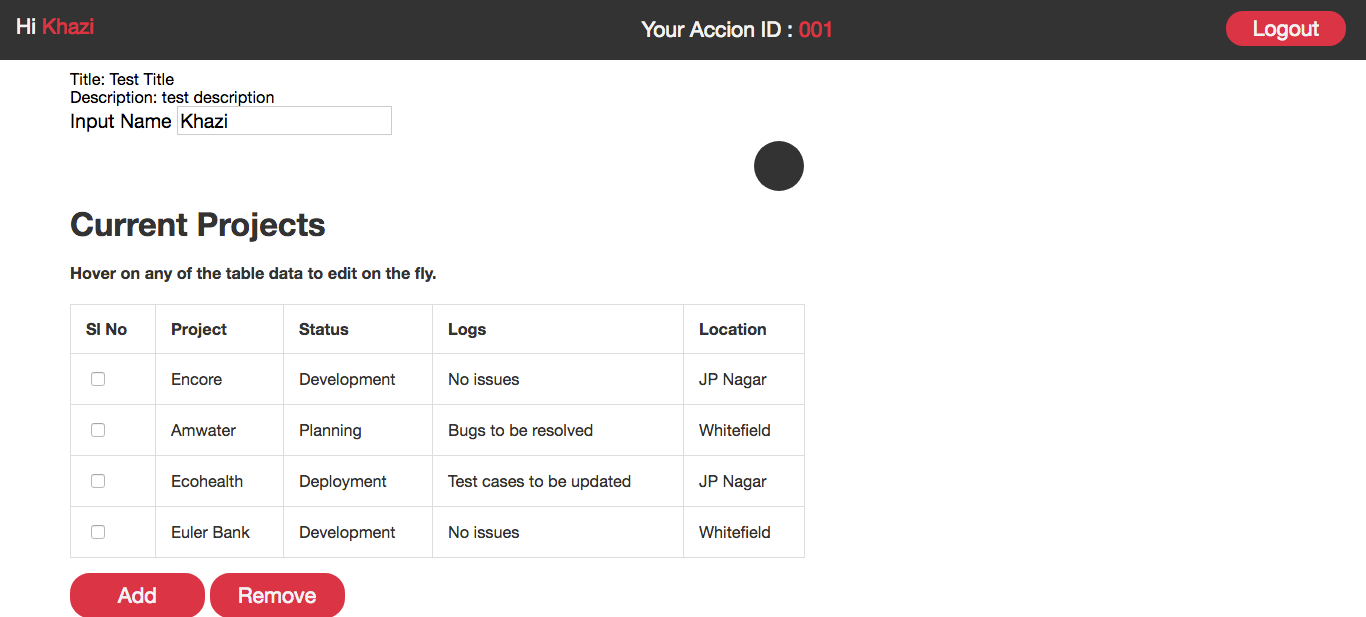 Hi Khazi
Your Accion ID : 001
Logout
Title: Test Title
Description: test description
Input Name Khazi
Current Projects
Hover on any of the table data to edit on the fly.
Sl No Project Status Logs Location
Encore Development No issues JP Nagar
Amwater Planning Bugs to be resolved Whitefield
Ecohealth Deployment Test cases to be updated JP Nagar
Euler Bank Development No issues Whitefield
Add Remove